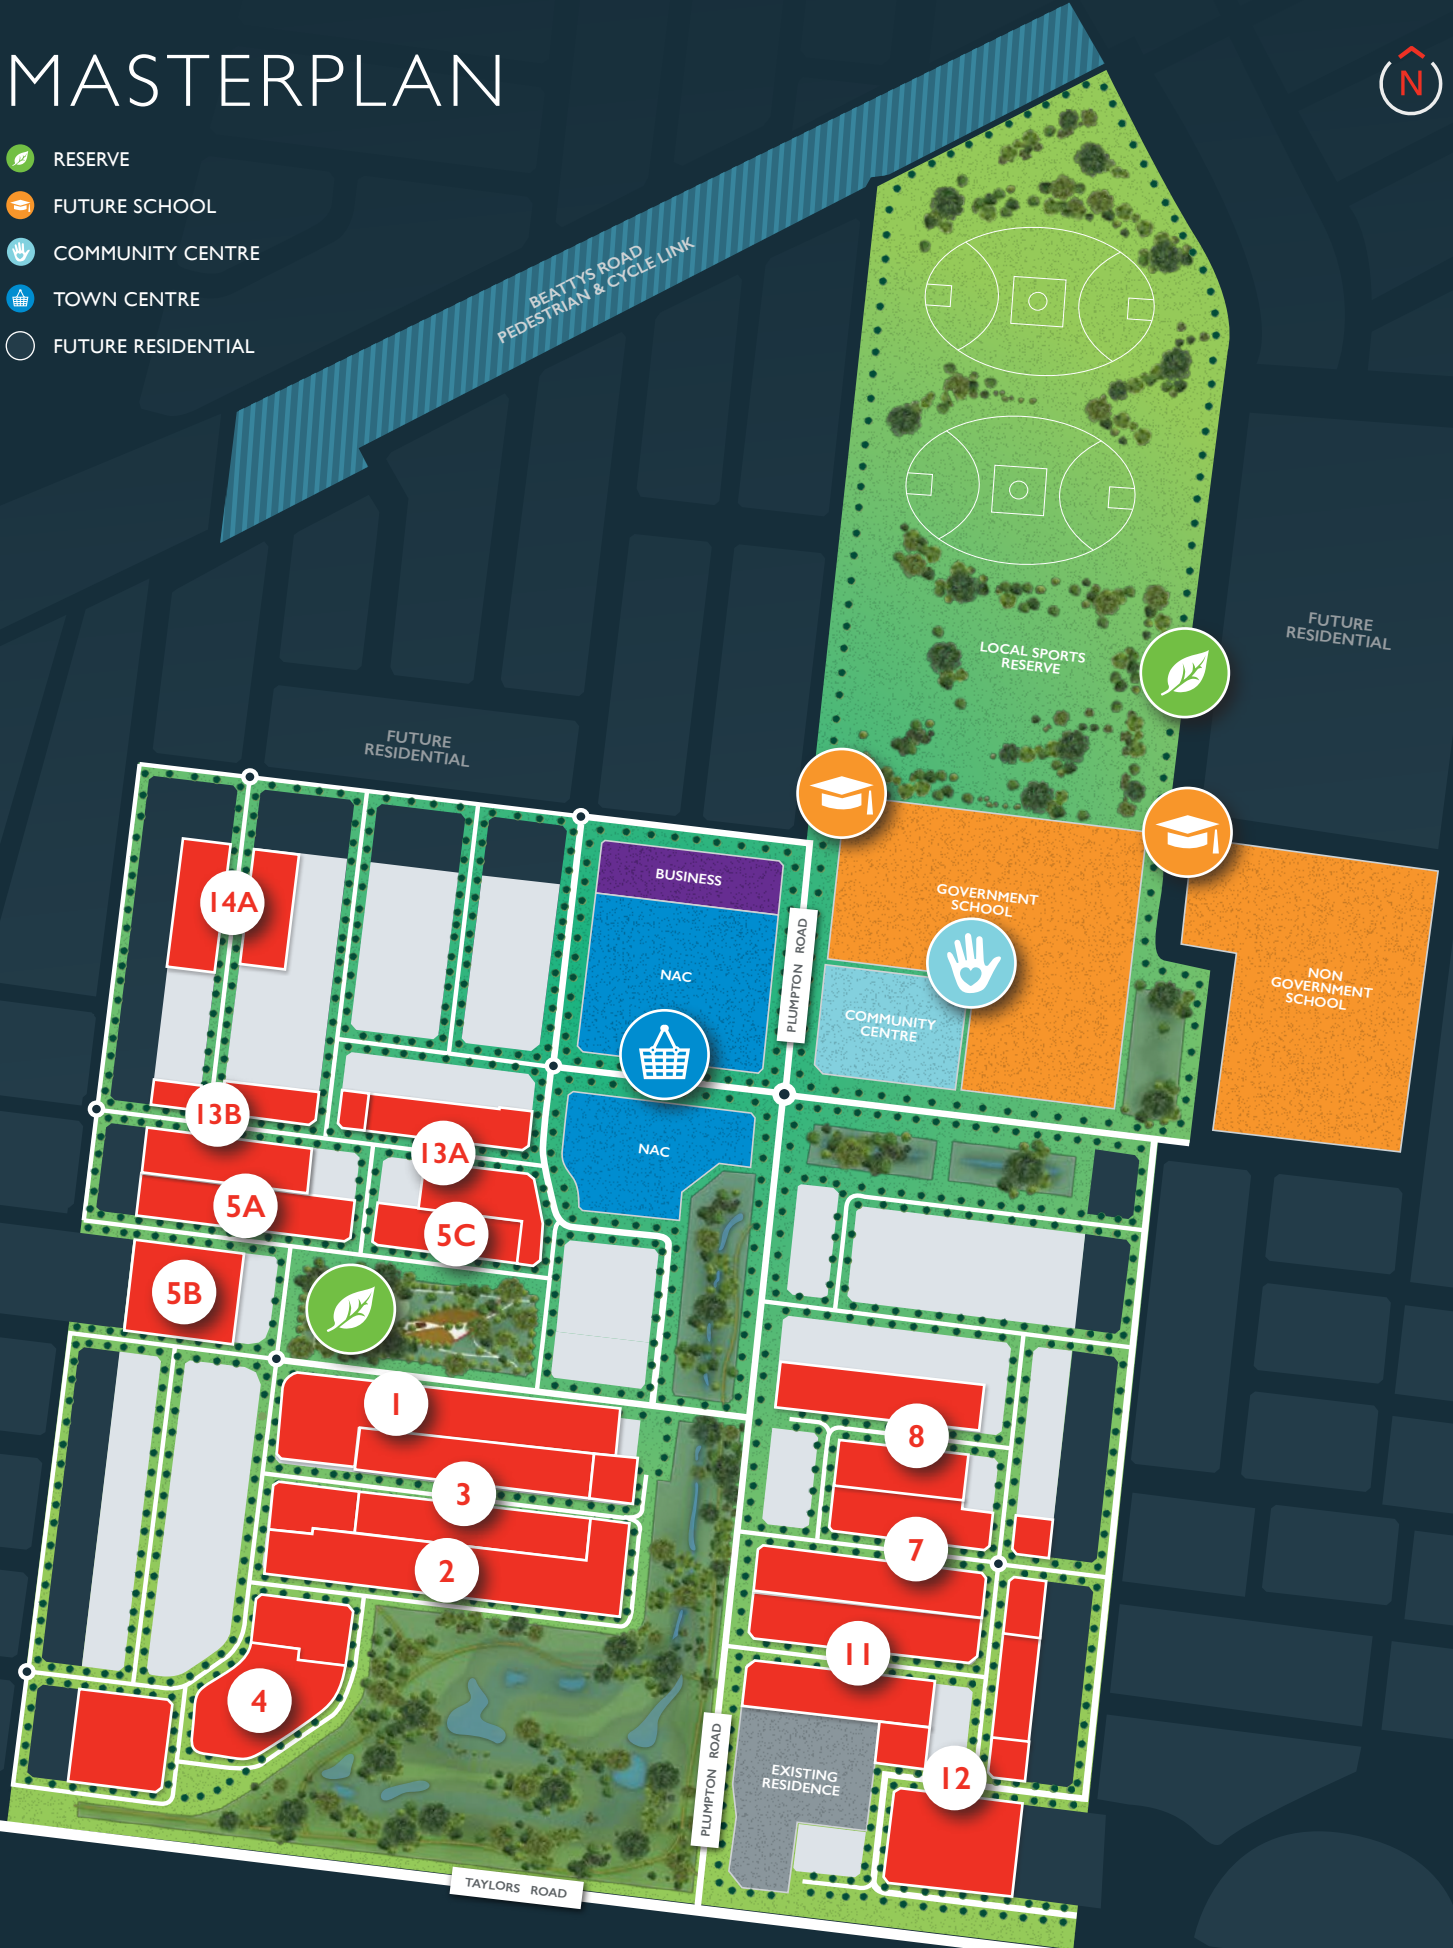 MASTERPLAN
N
RESERVE
FUTURE SCHOOL
COMMUNITY CENTRE
TOWN CENTRE
FUTURE RESIDENTIAL
BEATTYS ROAD
PEDESTRIAN & CYCLE LINK
FUTURE
RESIDENTIAL
LOCAL SPORTS
RESERVE
FUTURE
RESIDENTIAL
BUSINESS
NAC
PLUMPTON ROAD
GOVERNMENT
SCHOOL
COMMUNITY
CENTRE
NON
GOVERNMENT
SCHOOL
14A
13B
13A
NAC
5A
5C
5B
1
3
2
4
8
7
11
12
EXISTING
RESIDENCE
PLUMPTON ROAD
TAYLORS ROAD